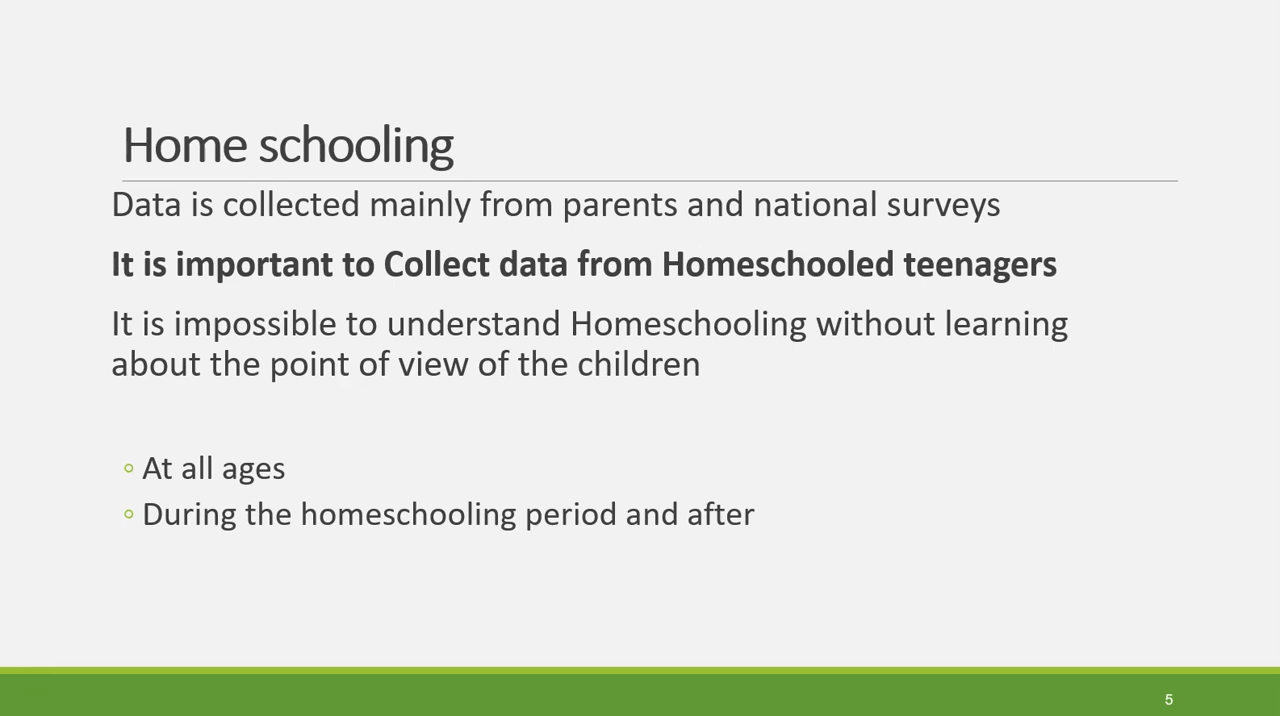 Home schooling
Data is collected mainly from parents and national surveys
It is important to Collect data from Homeschooled teenagers
It is impossible to understand Homeschooling without learning
about the point of view of the children
◦ At all ages
◦ During the homeschooling period and after
5